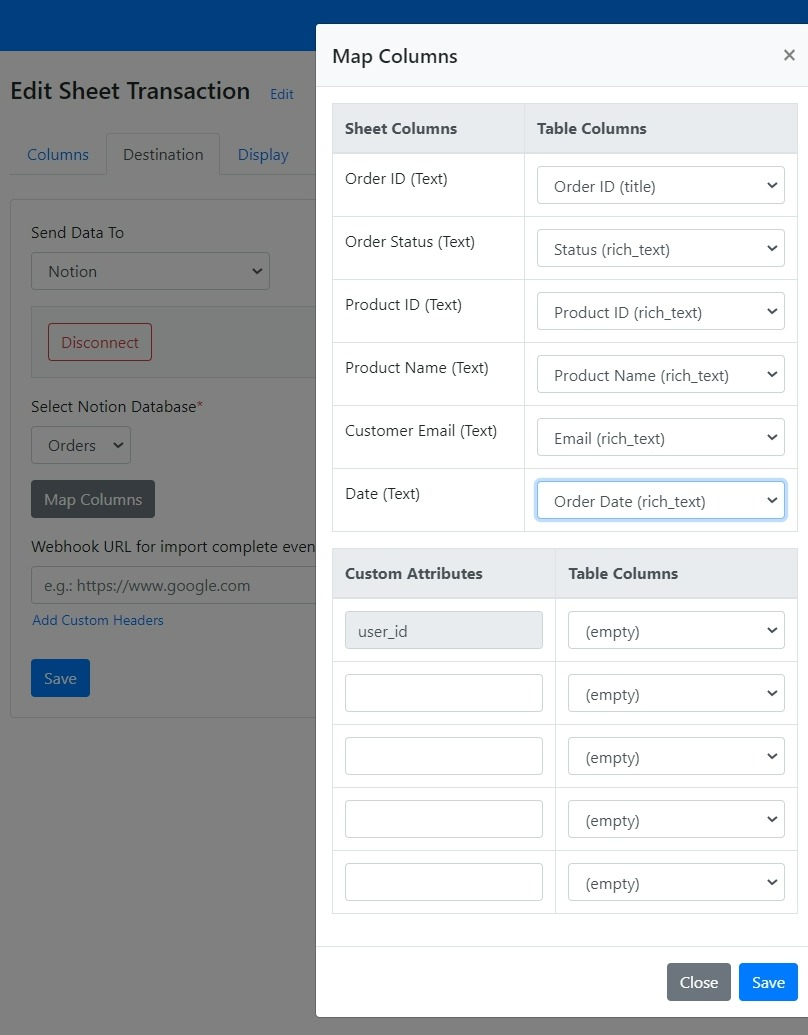 Edit Sheet Transaction Edit
Columns Destination Display
Send Data To
Notion
Disconnect
Select Notion Database*
Orders
Map Columns
Webhook URL for import complete even
e.g.: https://www.google.com
Add Custom Headers
Save
Map Columns ×
Sheet Columns Table Columns
Order ID (Text) Order ID (title)
Order Status (Text) Status (rich_text)
Product ID (Text) Product ID (rich_text)
Product Name (Text) Product Name (rich_text)
Customer Email (Text) Email (rich_text)
Date (Text) Order Date (rich_text)
Custom Attributes Table Columns
user_id (empty)
(empty)
(empty)
(empty)
(empty)
Close Save